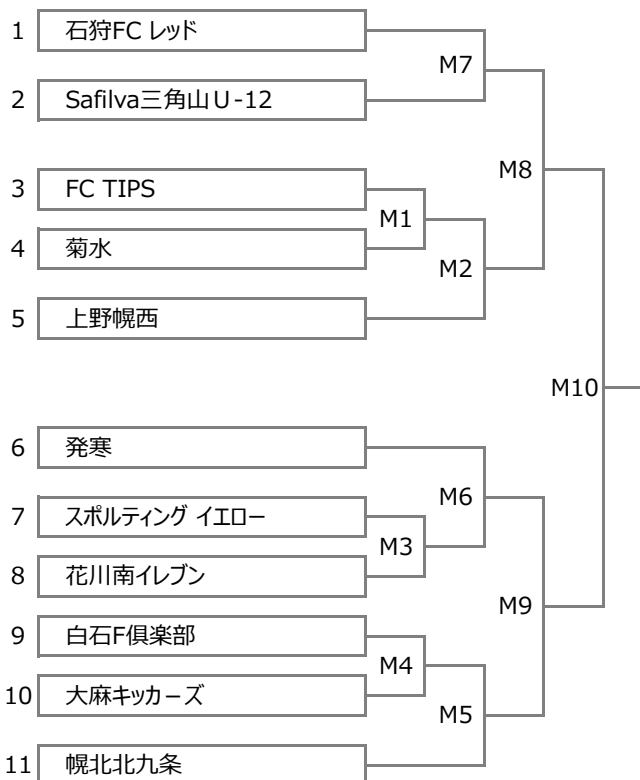 1 石狩FC レッド
M7
2 Safilva三角山U-12
M8
3 FC TIPS
M1
4 菊水
M2
5 上野幌西
M10
6 発寒
M6
7 スポルティング イエロー
M3
8 花川南イレブン
M9
9 白石F倶楽部
M4
10 大麻キッカーズ
M5
11 幌北北九条